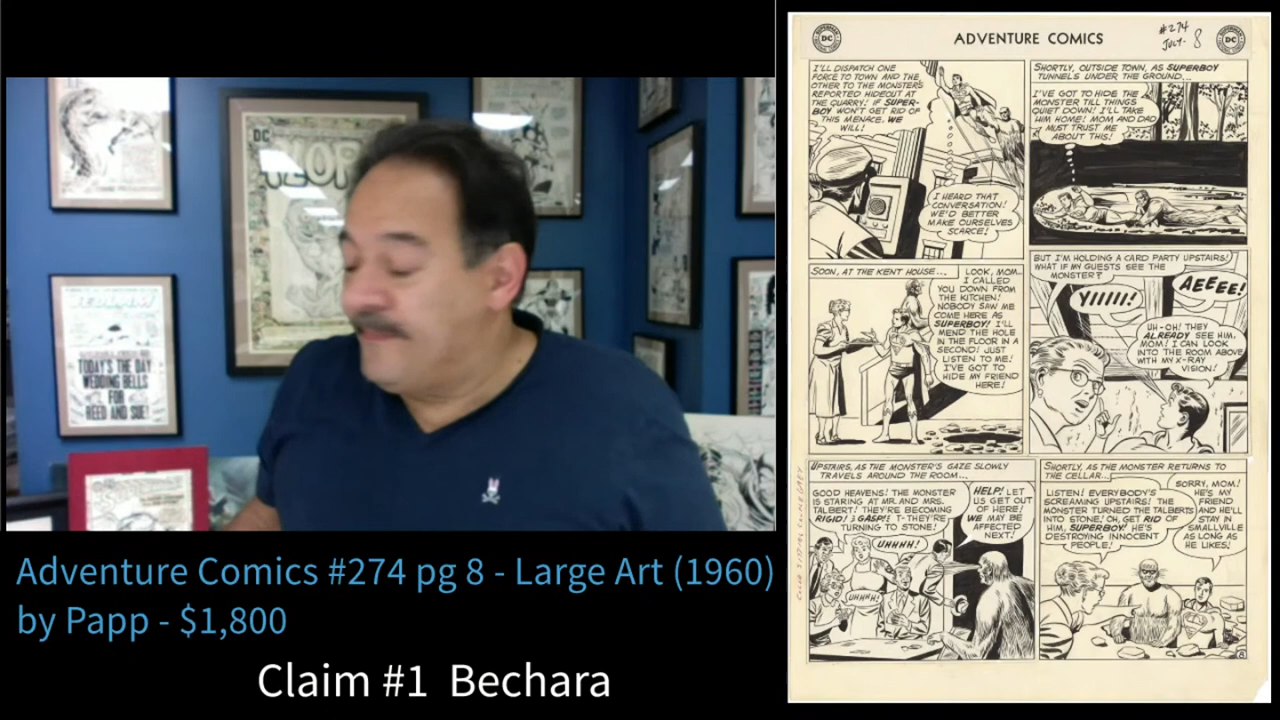 DC
PEOP
TODAY'S THE DAY
WEDDING BELLS
FOR
REED AND SUE!
Adventure Comics #274 pg 8 - Large Art (1960)
by Papp - $1,800
Claim #1 Bechara
DC
ADVENTURE COMICS
#274
JULY- 8
DC
I'LL DISPATCH ONE
FORCE TO TOWN AND THE
OTHER TO THE MONSTER'S
REPORTED HIDEOUT AT
THE QUARRY! IF SUPER-
BOY WON'T GET RID OF
THIS MENACE, WE
WILL!
I HEARD THAT
CONVERSATION!
WE'D BETTER
MAKE OURSELVES
SCARCE!
SHORTLY, OUTSIDE TOWN, AS SUPERBOY
TUNNELS UNDER THE GROUND...
I'VE GOT TO HIDE THE
MONSTER TILL THINGS
QUIET DOWN! I'LL TAKE
HIM HOME! MOM AND DAD
MUST TRUST ME
ABOUT THIS!
SOON, AT THE KENT HOUSE...
LOOK, MOM...
I CALLED
YOU DOWN FROM
THE KITCHEN!
NOBODY SAW ME
COME HERE AS
SUPERBOY! I'LL
MEND THE HOLE
IN THE FLOOR IN A
SECOND! JUST
LISTEN TO ME!
I'VE GOT TO
HIDE MY FRIEND
HERE!
BUT I'M HOLDING A CARD PARTY UPSTAIRS!
WHAT IF MY GUESTS SEE THE
MONSTER?
YIIIII!
AEEEE!
UH-OH! THEY
ALREADY SEE HIM,
MOM! I CAN LOOK
INTO THE ROOM ABOVE
WITH MY X-RAY
VISION!
UPSTAIRS, AS THE MONSTER'S GAZE SLOWLY
TRAVELS AROUND THE ROOM...
GOOD HEAVENS! THE MONSTER
IS STARING AT MR. AND MRS.
TALBERT! THEY'RE BECOMING
RIGID! GASP! T-THEY'RE
TURNING TO STONE!
HELP! LET
US GET OUT
OF HERE!
WE MAY BE
AFFECTED
NEXT!
UHHHH!
UHHHH!
SHORTLY, AS THE MONSTER RETURNS TO
THE CELLAR...
LISTEN! EVERYBODY'S
SCREAMING UPSTAIRS! THE
MONSTER TURNED THE TALBERTS
INTO STONE! OH, GET RID OF
HIM, SUPERBOY! HE'S
DESTROYING INNOCENT
PEOPLE!
SORRY, MOM!
HE'S MY
FRIEND
AND HE'LL
STAY IN
SMALLVILLE
AS LONG AS
HE LIKES!